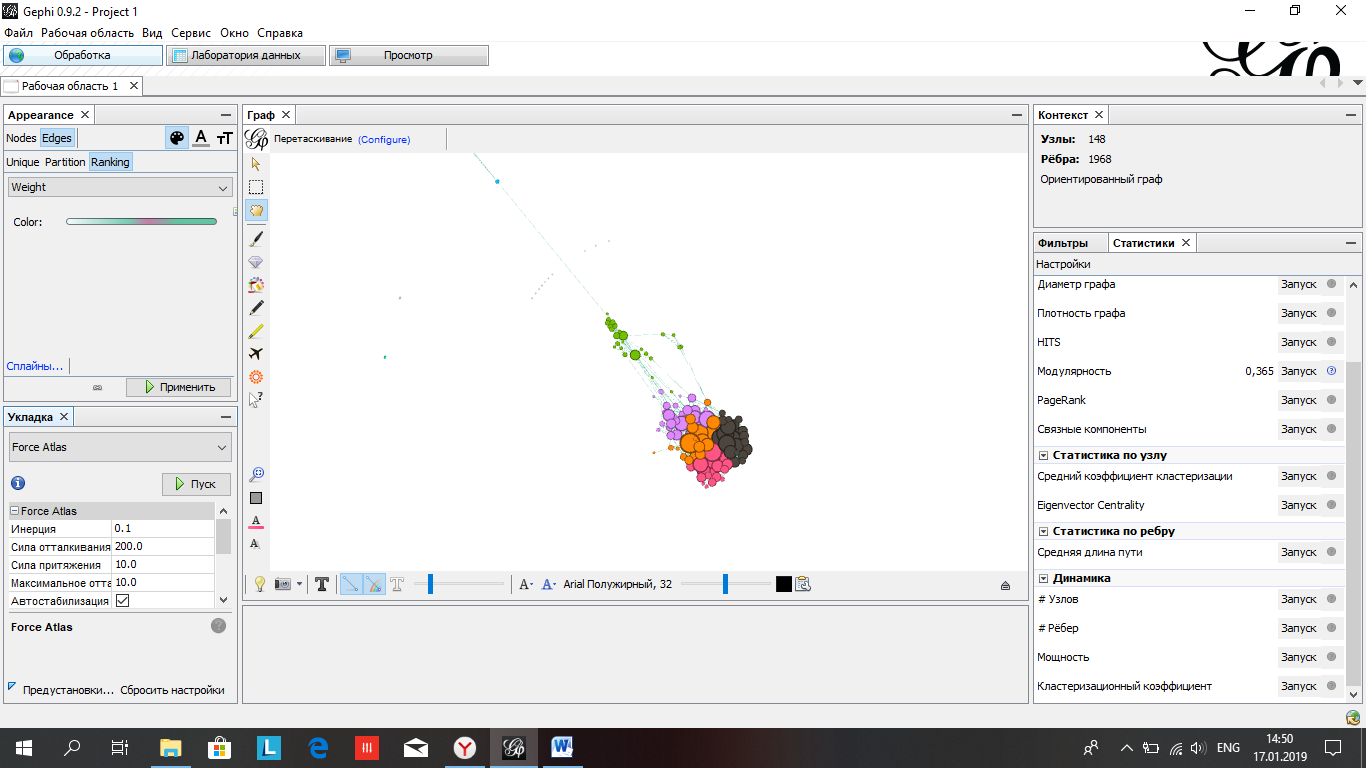 Gephi 0.9.2 - Project 1
Файл Рабочая область Вид Сервис Окно Справка
Обработка Лаборатория данных Просмотр
Рабочая область 1
Appearance
Nodes Edges
Unique Partition Ranking
Weight
Color:
Сплайны...
Применить
Укладка
Force Atlas
Пуск
Force Atlas
Инерция 0.1
Сила отталкивания 200.0
Сила притяжения 10.0
Максимальное отта 10.0
Автостабилизация
Force Atlas
Предустановки... Сбросить настройки
Граф
Перетаскивание (Configure)
Arial Полужирный, 32
Контекст
Узлы: 148
Рёбра: 1968
Ориентированный граф
Фильтры Статистики
Настройки
Диаметр графа Запуск
Плотность графа Запуск
HITS Запуск
Модулярность 0,365 Запуск
PageRank Запуск
Связные компоненты Запуск
Статистика по узлу
Средний коэффициент кластеризации Запуск
Eigenvector Centrality Запуск
Статистика по ребру
Средняя длина пути Запуск
Динамика
# Узлов Запуск
# Рёбер Запуск
Мощность Запуск
Кластеризационный коэффициент Запуск
ENG
14:50
17.01.2019